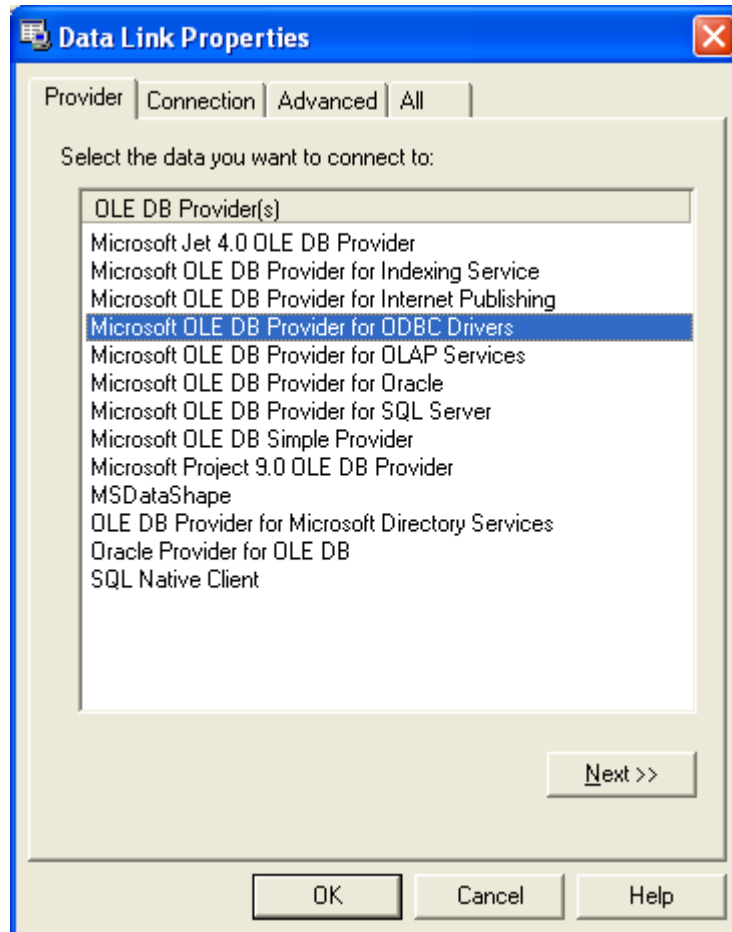 Data Link Properties
Provider Connection Advanced All
Select the data you want to connect to:
OLE DB Provider(s)
Microsoft Jet 4.0 OLE DB Provider
Microsoft OLE DB Provider for Indexing Service
Microsoft OLE DB Provider for Internet Publishing
Microsoft OLE DB Provider for ODBC Drivers
Microsoft OLE DB Provider for OLAP Services
Microsoft OLE DB Provider for Oracle
Microsoft OLE DB Provider for SQL Server
Microsoft OLE DB Simple Provider
Microsoft Project 9.0 OLE DB Provider
MSDataShape
OLE DB Provider for Microsoft Directory Services
Oracle Provider for OLE DB
SQL Native Client
Next >>
OK Cancel Help